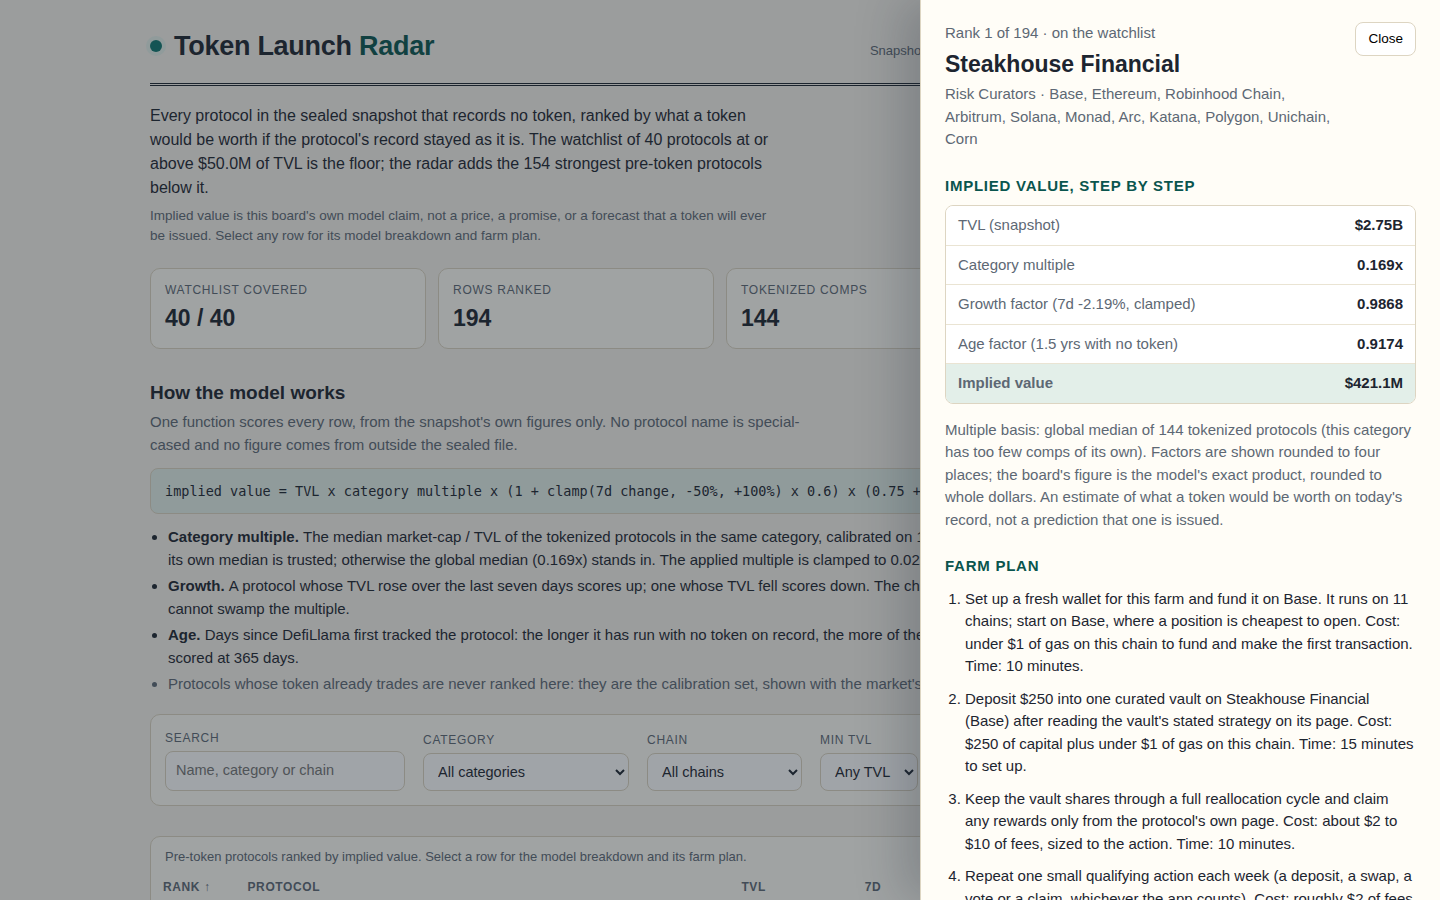 Token Launch Radar
Snapsho
Every protocol in the sealed snapshot that records no token, ranked by what a token
would be worth if the protocol's record stayed as it is. The watchlist of 40 protocols at or
above $50.0M of TVL is the floor; the radar adds the 154 strongest pre-token protocols
below it.
Implied value is this board's own model claim, not a price, a promise, or a forecast that a token will ever
be issued. Select any row for its model breakdown and farm plan.
WATCHLIST COVERED
40 / 40
ROWS RANKED
194
TOKENIZED COMPS
144
How the model works
One function scores every row, from the snapshot's own figures only. No protocol name is special-
cased and no figure comes from outside the sealed file.
implied value = TVL x category multiple x (1 + clamp(7d change, -50%, +100%) x 0.6) x (0.75 +
• Category multiple. The median market-cap / TVL of the tokenized protocols in the same category, calibrated on
its own median is trusted; otherwise the global median (0.169x) stands in. The applied multiple is clamped to 0.02
• Growth. A protocol whose TVL rose over the last seven days scores up; one whose TVL fell scores down. The ch
cannot swamp the multiple.
• Age. Days since DefiLlama first tracked the protocol: the longer it has run with no token on record, the more of the
scored at 365 days.
• Protocols whose token already trades are never ranked here: they are the calibration set, shown with the market's
SEARCH
Name, category or chain
CATEGORY
All categories
CHAIN
All chains
MIN TVL
Any TVL
Pre-token protocols ranked by implied value. Select a row for the model breakdown and its farm plan.
RANK ↑ PROTOCOL TVL 7D
Rank 1 of 194 · on the watchlist
Close
Steakhouse Financial
Risk Curators · Base, Ethereum, Robinhood Chain,
Arbitrum, Solana, Monad, Arc, Katana, Polygon, Unichain,
Corn
IMPLIED VALUE, STEP BY STEP
TVL (snapshot) $2.75B
Category multiple 0.169x
Growth factor (7d -2.19%, clamped) 0.9868
Age factor (1.5 yrs with no token) 0.9174
Implied value $421.1M
Multiple basis: global median of 144 tokenized protocols (this category
has too few comps of its own). Factors are shown rounded to four
places; the board's figure is the model's exact product, rounded to
whole dollars. An estimate of what a token would be worth on today's
record, not a prediction that one is issued.
FARM PLAN
1. Set up a fresh wallet for this farm and fund it on Base. It runs on 11
chains; start on Base, where a position is cheapest to open. Cost:
under $1 of gas on this chain to fund and make the first transaction.
Time: 10 minutes.
2. Deposit $250 into one curated vault on Steakhouse Financial
(Base) after reading the vault's stated strategy on its page. Cost:
$250 of capital plus under $1 of gas on this chain. Time: 15 minutes
to set up.
3. Keep the vault shares through a full reallocation cycle and claim
any rewards only from the protocol's own page. Cost: about $2 to
$10 of fees, sized to the action. Time: 10 minutes.
4. Repeat one small qualifying action each week (a deposit, a swap, a
vote or a claim, whichever the app counts). Cost: roughly $2 of fees